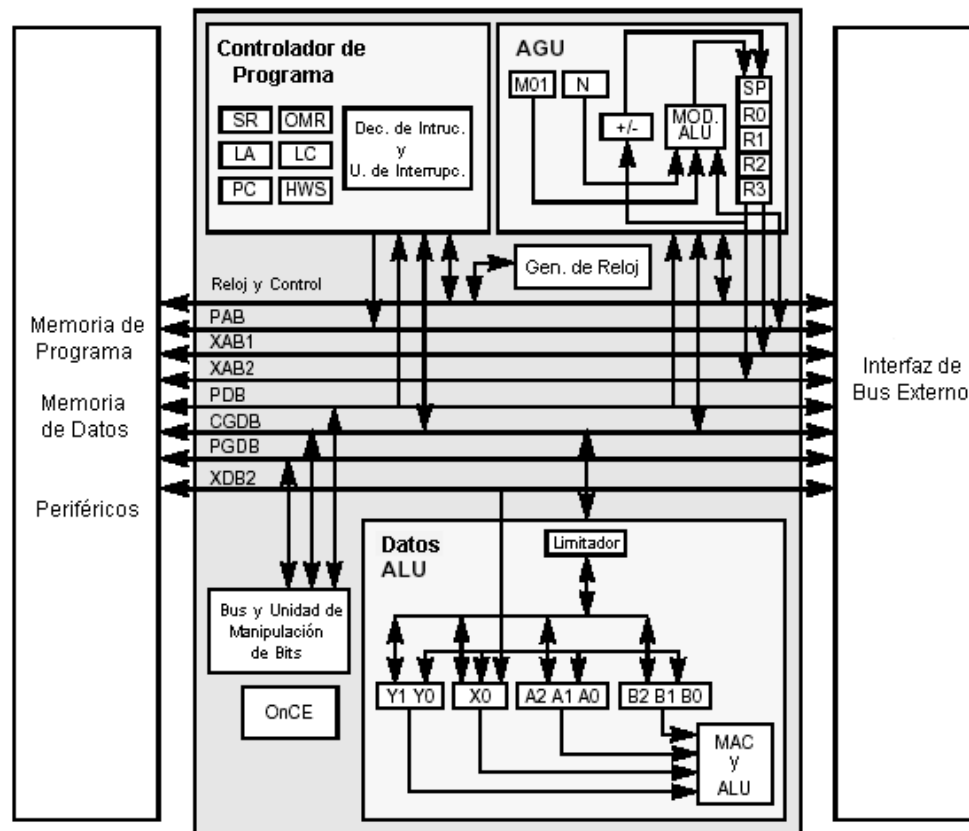 Controlador de
Programa
SR
OMR
LA
LC
PC
HWS
Dec. de Intruc.
y
U. de Interrupc.
AGU
M01
N
+/-
MOD.
ALU
SP
R0
R1
R2
R3
Gen. de Reloj
Reloj y Control
PAB
XAB1
XAB2
PDB
CGDB
PGDB
XDB2
Memoria de
Programa
Memoria
de Datos
Periféricos
Interfaz de
Bus Externo
Bus y Unidad de
Manipulación
de Bits
OnCE
Datos
ALU
Limitador
Y1 Y0
X0
A2 A1 A0
B2 B1 B0
MAC
y
ALU